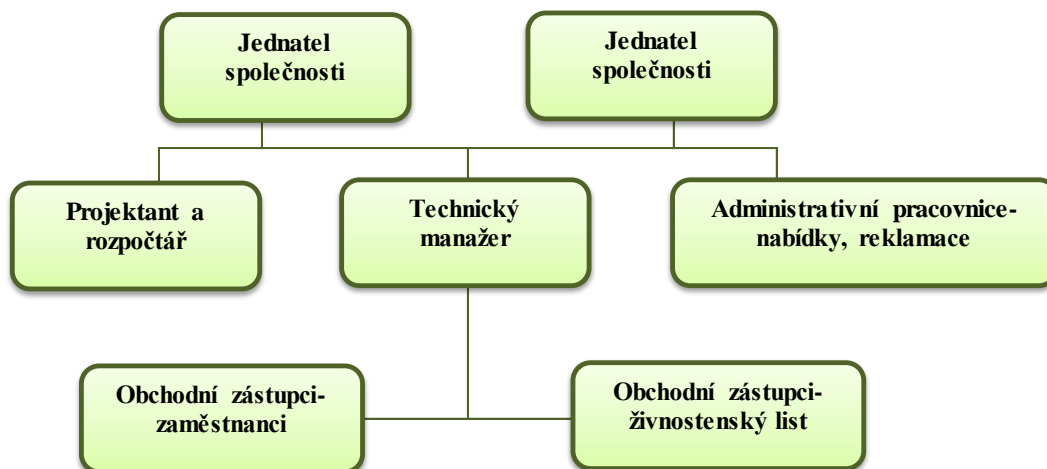 Jednatel
společnosti
Jednatel
společnosti
Projektant a
rozpočtář
Technický
manažer
Administrativní pracovnice-
nabídky, reklamace
Obchodní zástupci-
zaměstnanci
Obchodní zástupci-
živnostenský list